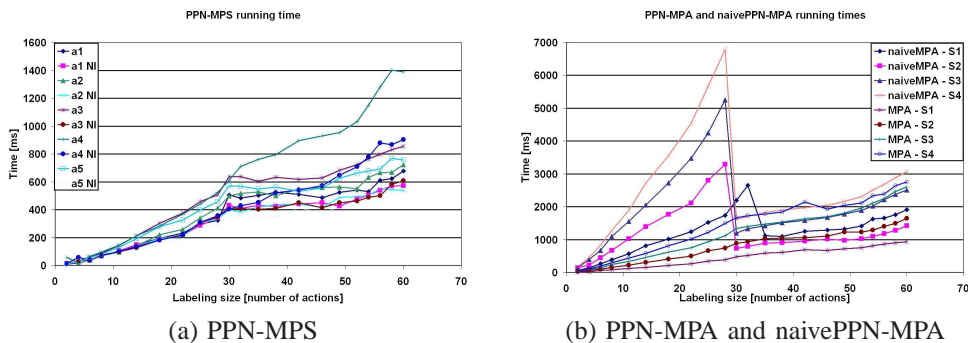 PPN-MPS running time
1600
1400
1200
1000
800
600
400
200
0
Time [ms]
0 10 20 30 40 50 60 70
Labeling size [number of actions]
a1
a1 NI
a2
a2 NI
a3
a3 NI
a4
a4 NI
a5
a5 NI
(a) PPN-MPS
PPN-MPA and naivePPN-MPA running times
7000
6000
5000
4000
3000
2000
1000
0
Time [ms]
0 10 20 30 40 50 60 70
Labeling size [number of actions]
naiveMPA - S1
naiveMPA - S2
naiveMPA - S3
naiveMPA - S4
MPA - S1
MPA - S2
MPA - S3
MPA - S4
(b) PPN-MPA and naivePPN-MPA